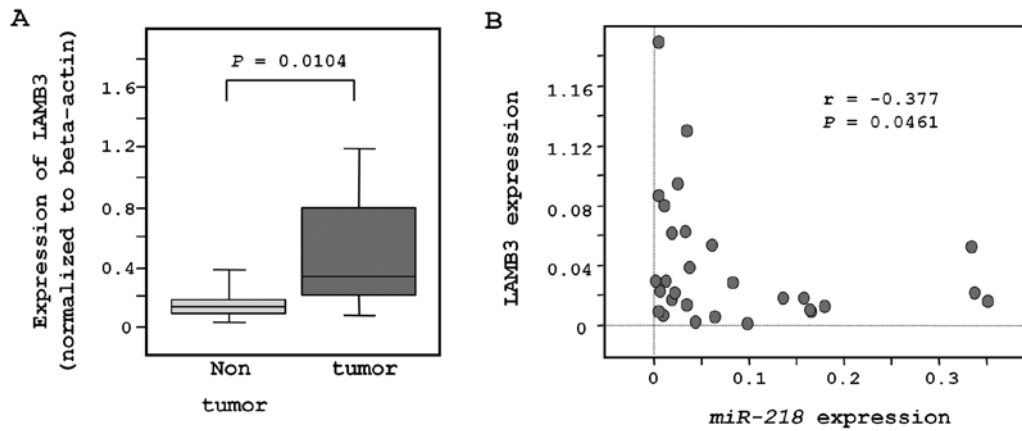 A
Expression of LAMB3
(normalized to beta-actin)
P = 0.0104
1.6
1.2
0.8
0.4
0
Non
tumor
tumor
B
LAMB3 expression
r = -0.377
P = 0.0461
1.16
0.12
0.08
0.04
0
0
0.1
0.2
0.3
miR-218 expression